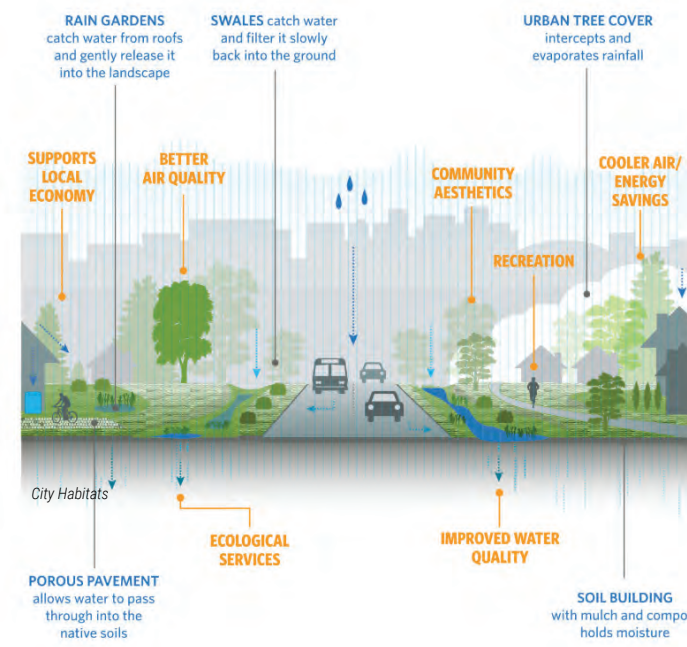 RAIN GARDENS
catch water from roofs
and gently release it
into the landscape
SWALES catch water
and filter it slowly
back into the ground
URBAN TREE COVER
intercepts and
evaporates rainfall
SUPPORTS
LOCAL
ECONOMY
BETTER
AIR QUALITY
COMMUNITY
AESTHETICS
COOLER AIR/
ENERGY
SAVINGS
RECREATION
City Habitats
ECOLOGICAL
SERVICES
IMPROVED WATER
QUALITY
POROUS PAVEMENT
allows water to pass
through into the
native soils
SOIL BUILDING
with mulch and compo
holds moisture